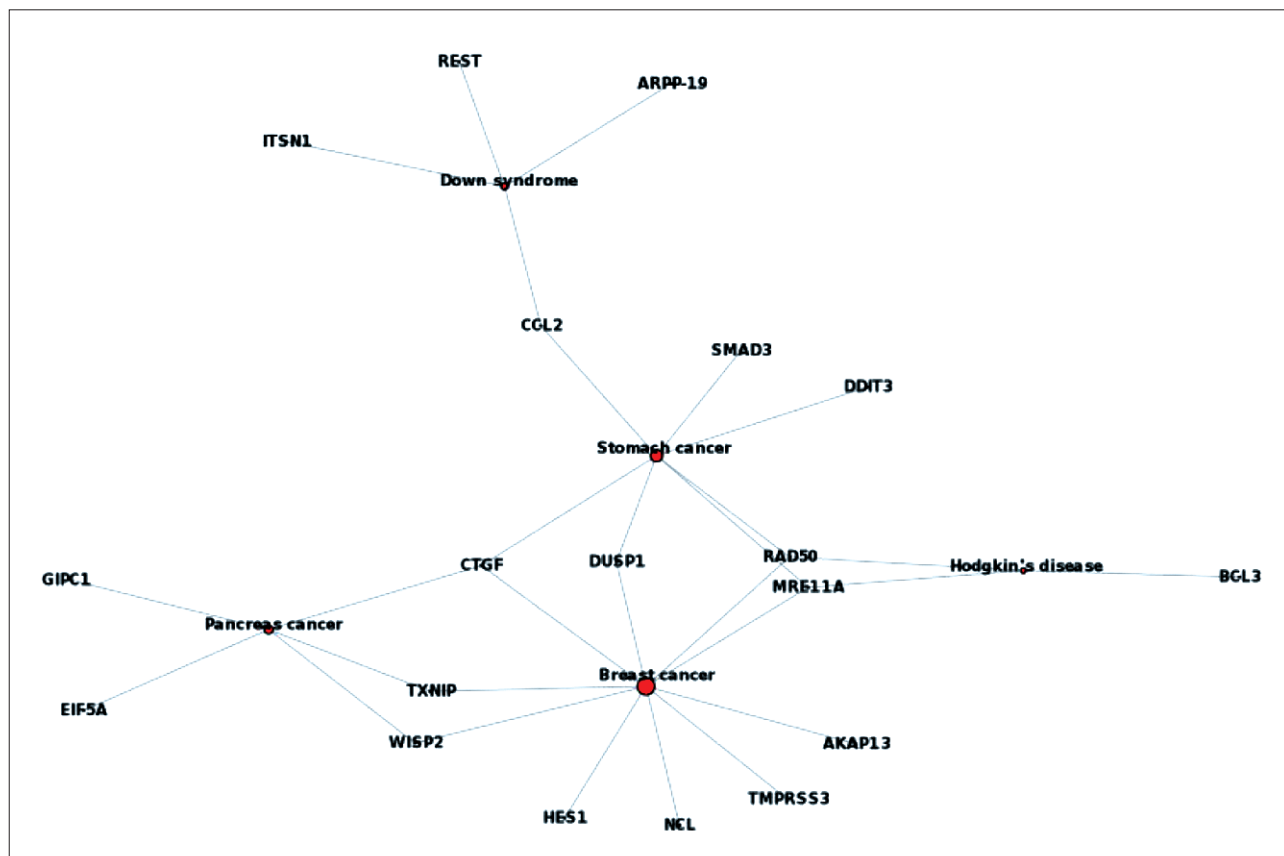 REST
ARPP-19
ITSN1
Down syndrome
CCL2
SMAD3
DDIT3
Stomach cancer
CTGF
DUSP1
RAD50
Hodgkin's disease
BCL3
GIPC1
MRE11A
Pancreas cancer
Breast cancer
TXNIP
EIF5A
WISP2
AKAP13
TMPRSS3
HES1
NCL